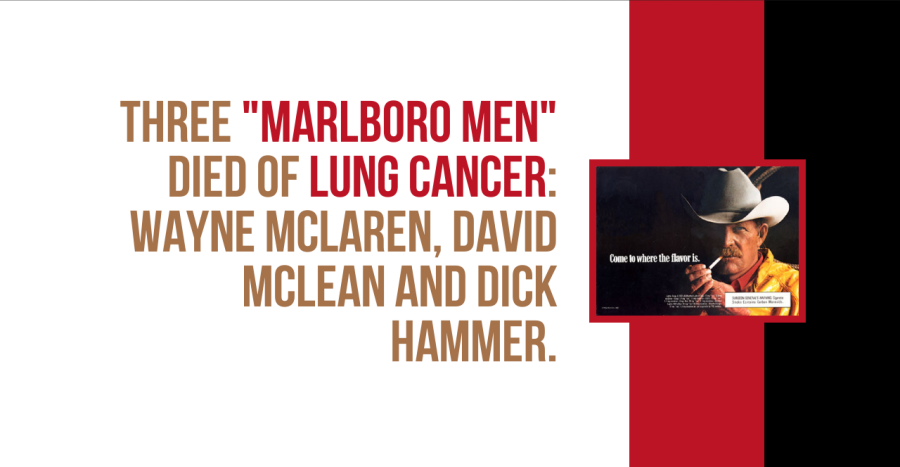 THREE "MARLBORO MEN"
DIED OF LUNG CANCER:
WAYNE MCLAREN, DAVID
MCLEAN AND DICK
HAMMER.
Come to where the flavor is.